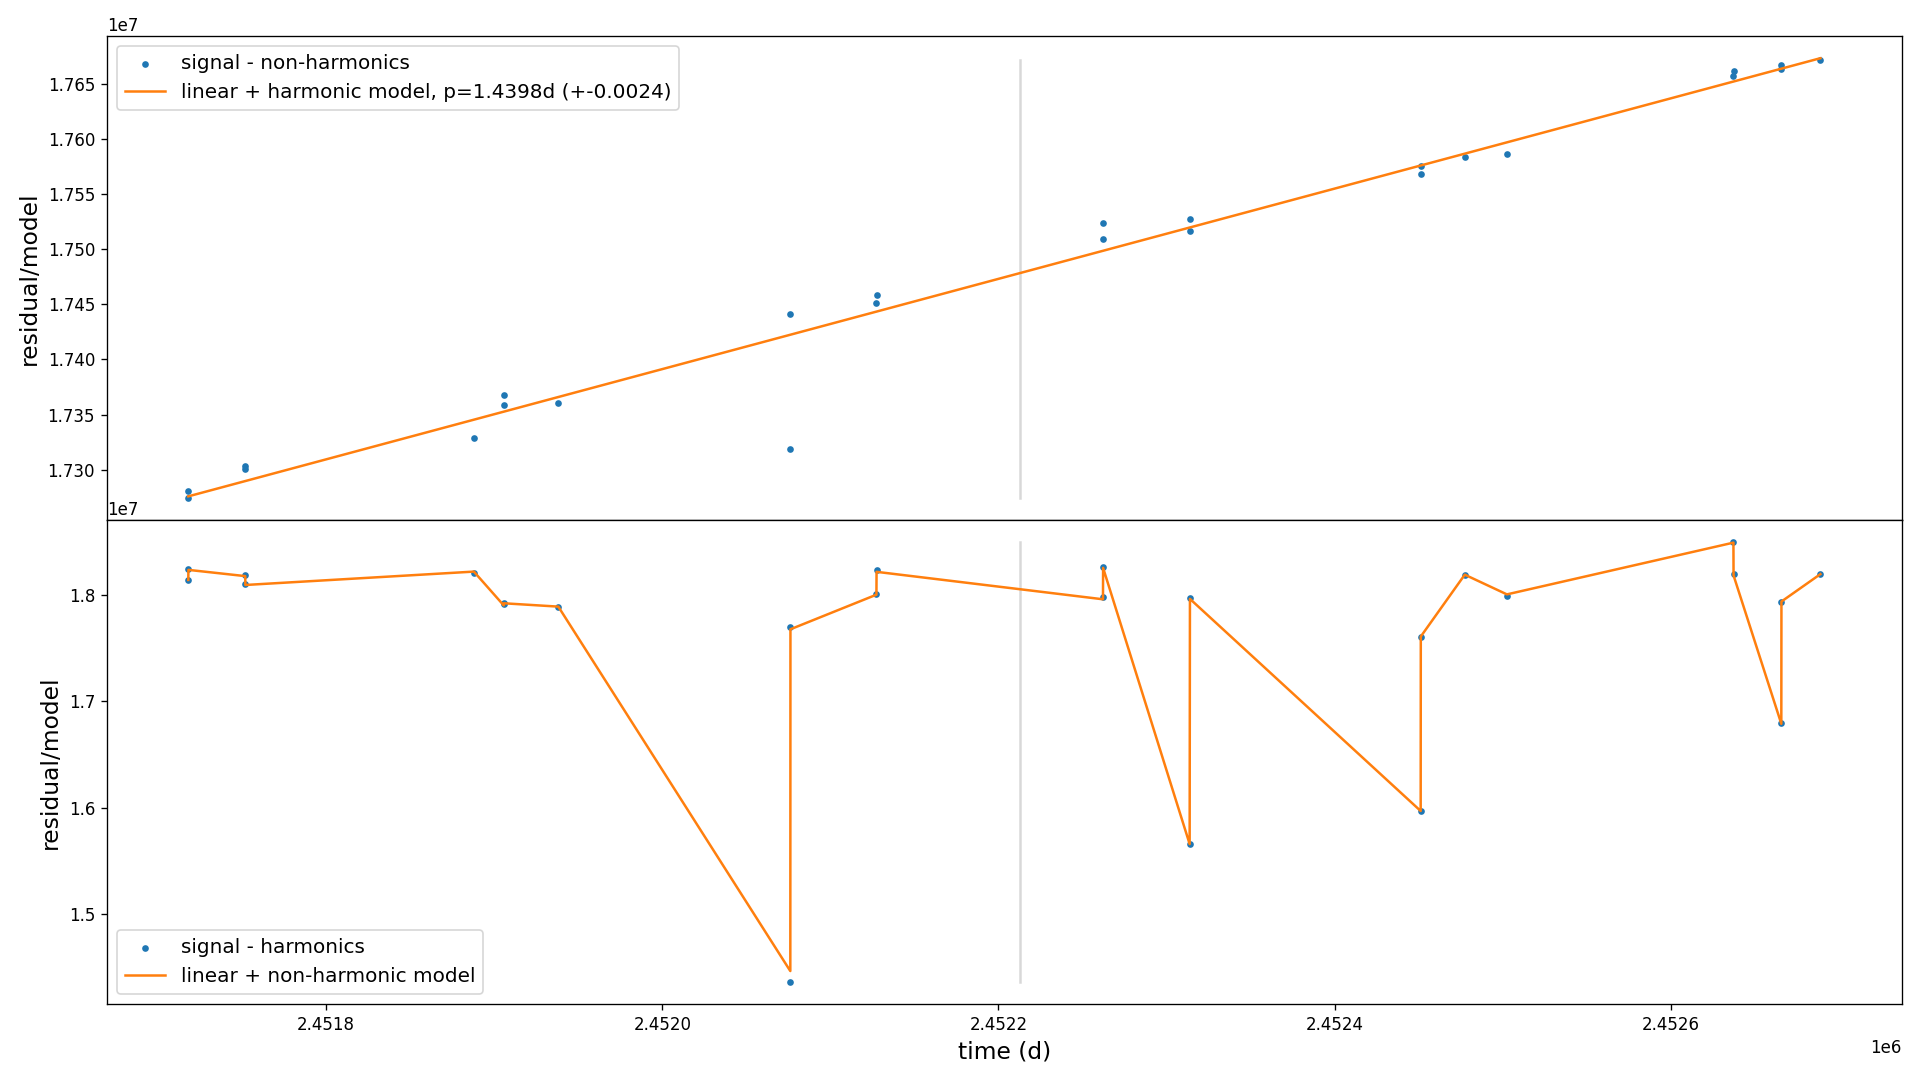 1e7
signal - non-harmonics
linear + harmonic model, p=1.4398d (+-0.0024)
1.765
1.760
1.755
1.750
1.745
1.740
1.735
1.730
residual/model
1e7
1.8
1.7
1.6
1.5
residual/model
signal - harmonics
linear + non-harmonic model
2.4518
2.4520
2.4522
2.4524
2.4526
time (d)
1e6